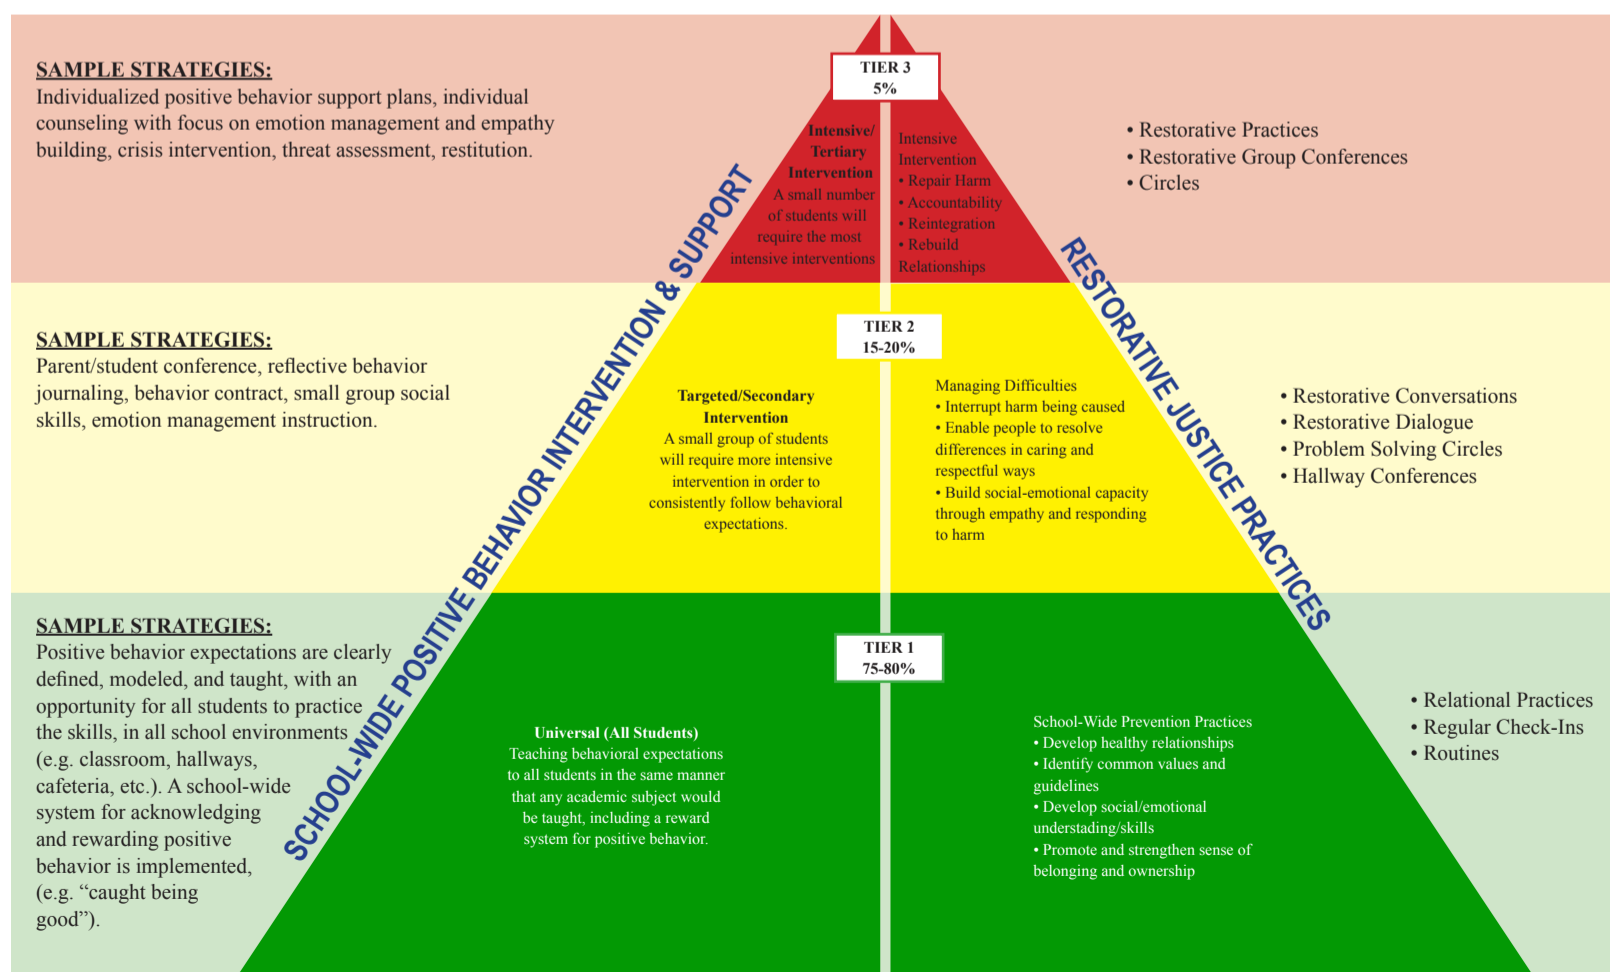 SAMPLE STRATEGIES:
Individualized positive behavior support plans, individual
counseling with focus on emotion management and empathy
building, crisis intervention, threat assessment, restitution.
TIER 3
5%
Intensive/
Tertiary
Intervention
A small number
of students will
require the most
intensive interventions
Intensive
Intervention
• Repair Harm
• Accountability
• Reintegration
• Rebuild
Relationships
• Restorative Practices
• Restorative Group Conferences
• Circles
SCHOOL-WIDE POSITIVE BEHAVIOR INTERVENTION & SUPPORT
RESTORATIVE JUSTICE PRACTICES
SAMPLE STRATEGIES:
Parent/student conference, reflective behavior
journaling, behavior contract, small group social
skills, emotion management instruction.
TIER 2
15-20%
Targeted/Secondary
Intervention
A small group of students
will require more intensive
intervention in order to
consistently follow behavioral
expectations.
Managing Difficulties
• Interrupt harm being caused
• Enable people to resolve
differences in caring and
respectful ways
• Build social-emotional capacity
through empathy and responding
to harm
• Restorative Conversations
• Restorative Dialogue
• Problem Solving Circles
• Hallway Conferences
SAMPLE STRATEGIES:
Positive behavior expectations are clearly
defined, modeled, and taught, with an
opportunity for all students to practice
the skills, in all school environments
(e.g. classroom, hallways,
cafeteria, etc.). A school-wide
system for acknowledging
and rewarding positive
behavior is implemented,
(e.g. “caught being
good”).
TIER 1
75-80%
Universal (All Students)
Teaching behavioral expectations
to all students in the same manner
that any academic subject would
be taught, including a reward
system for positive behavior.
School-Wide Prevention Practices
• Develop healthy relationships
• Identify common values and
guidelines
• Develop social/emotional
understading/skills
• Promote and strengthen sense of
belonging and ownership
• Relational Practices
• Regular Check-Ins
• Routines